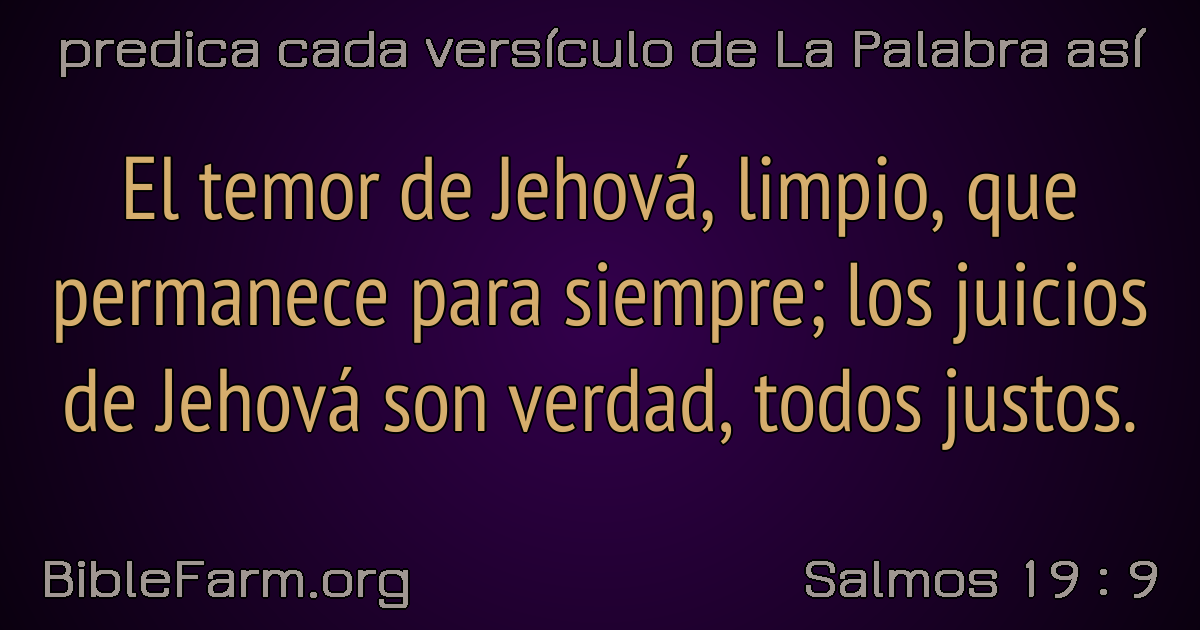 predica cada versículo de La Palabra así
El temor de Jehová, limpio, que
permanece para siempre; los juicios
de Jehová son verdad, todos justos.
BibleFarm.org
Salmos 19 : 9